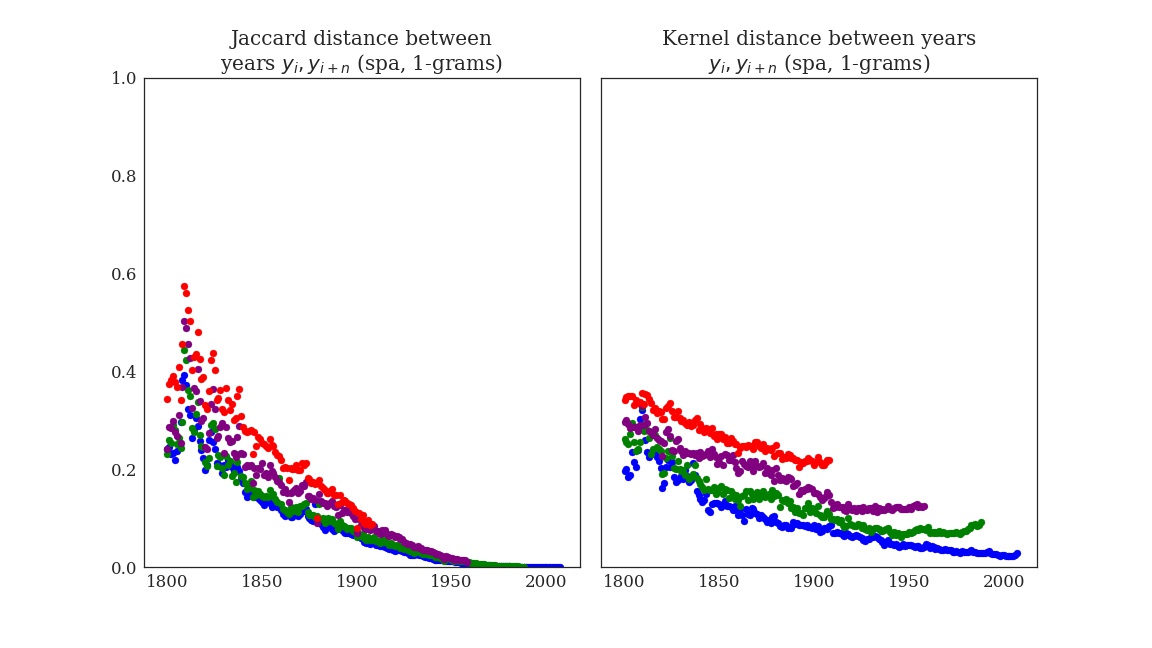 Jaccard distance between
years y_i, y_{i+n} (spa, 1-grams)
Kernel distance between years
y_i, y_{i+n} (spa, 1-grams)
1.0
0.8
0.6
0.4
0.2
0.0
1800 1850 1900 1950 2000
1800 1850 1900 1950 2000